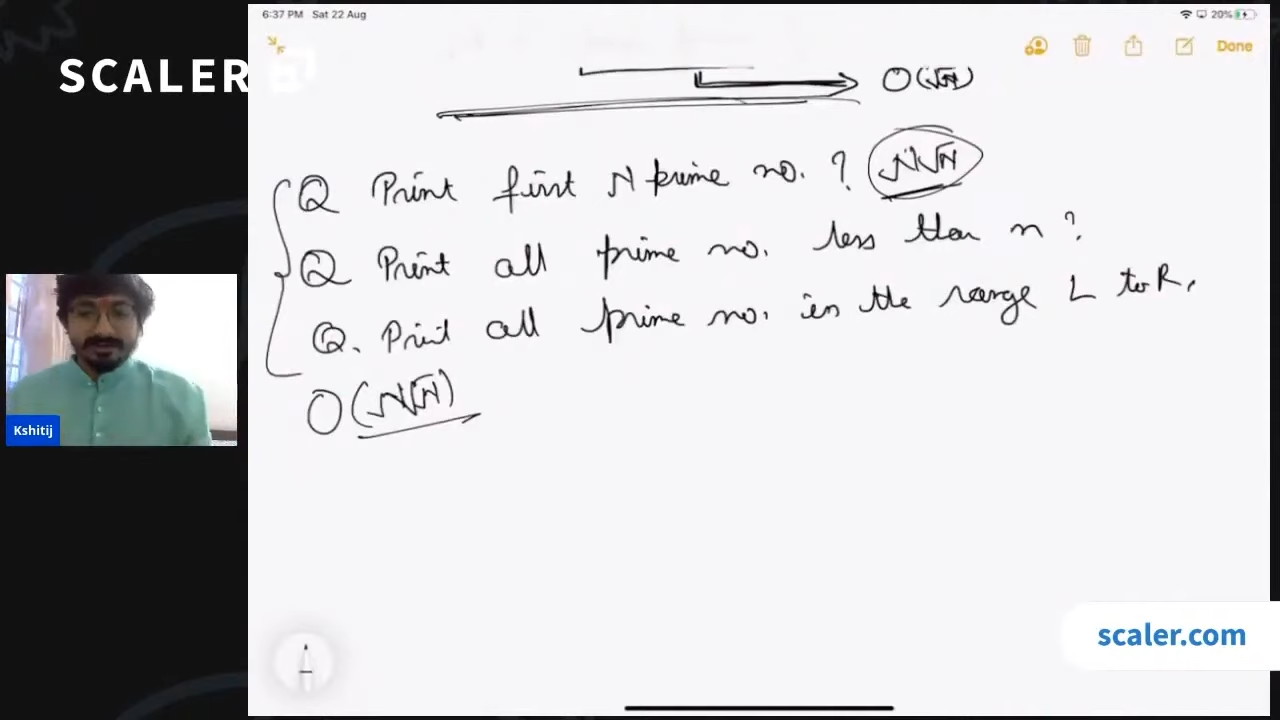 6:37 PM Sat 22 Aug
20%
SCALER
Done
O(√N)
Q Print first N prime no. ? N√N
Q Print all prime no. less than n ?
Q. Print all prime no. in the range L to R.
O(N√N)
Kshitij
scaler.com